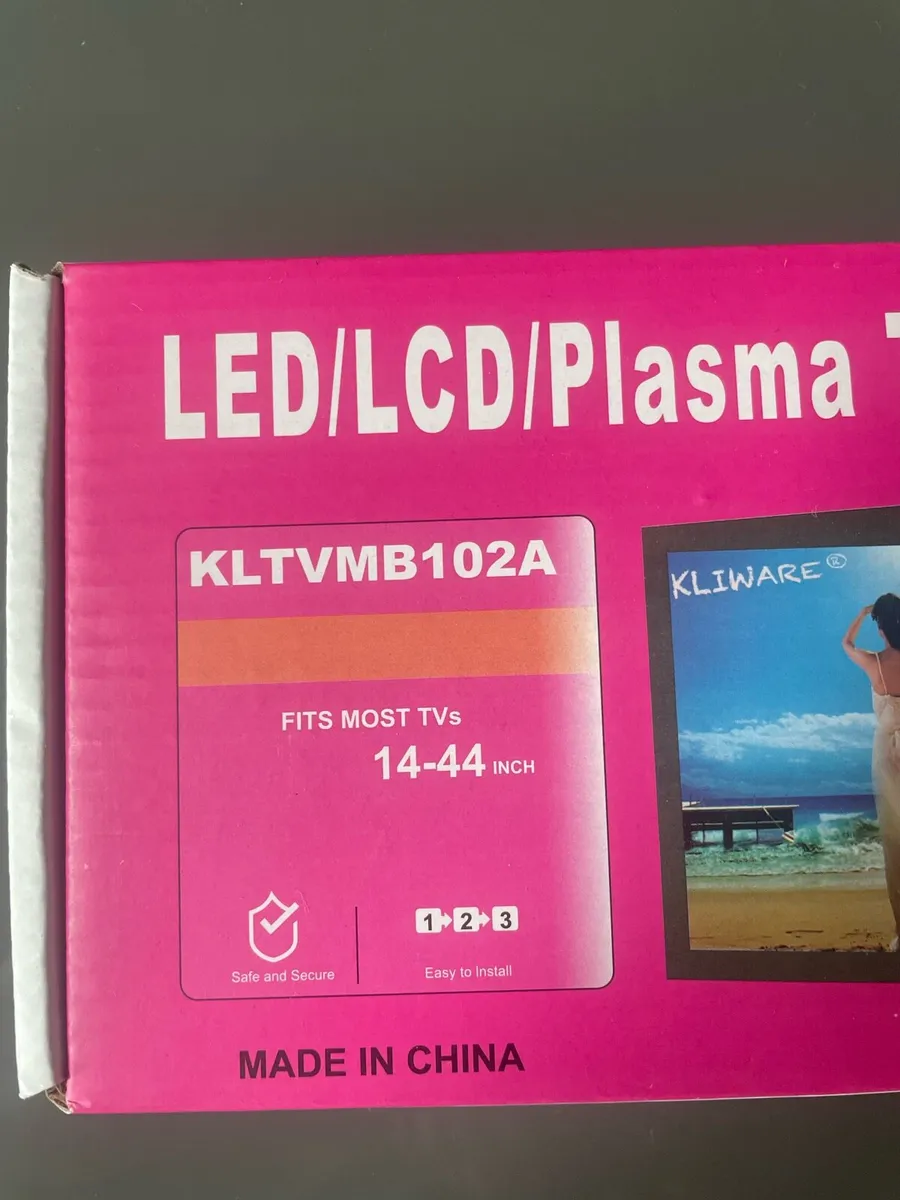 LED/LCD/Plasma
KLTVMB102A
KLIWARE®
FITS MOST TVs
14-44 INCH
1 2 3
Safe and Secure
Easy to Install
MADE IN CHINA